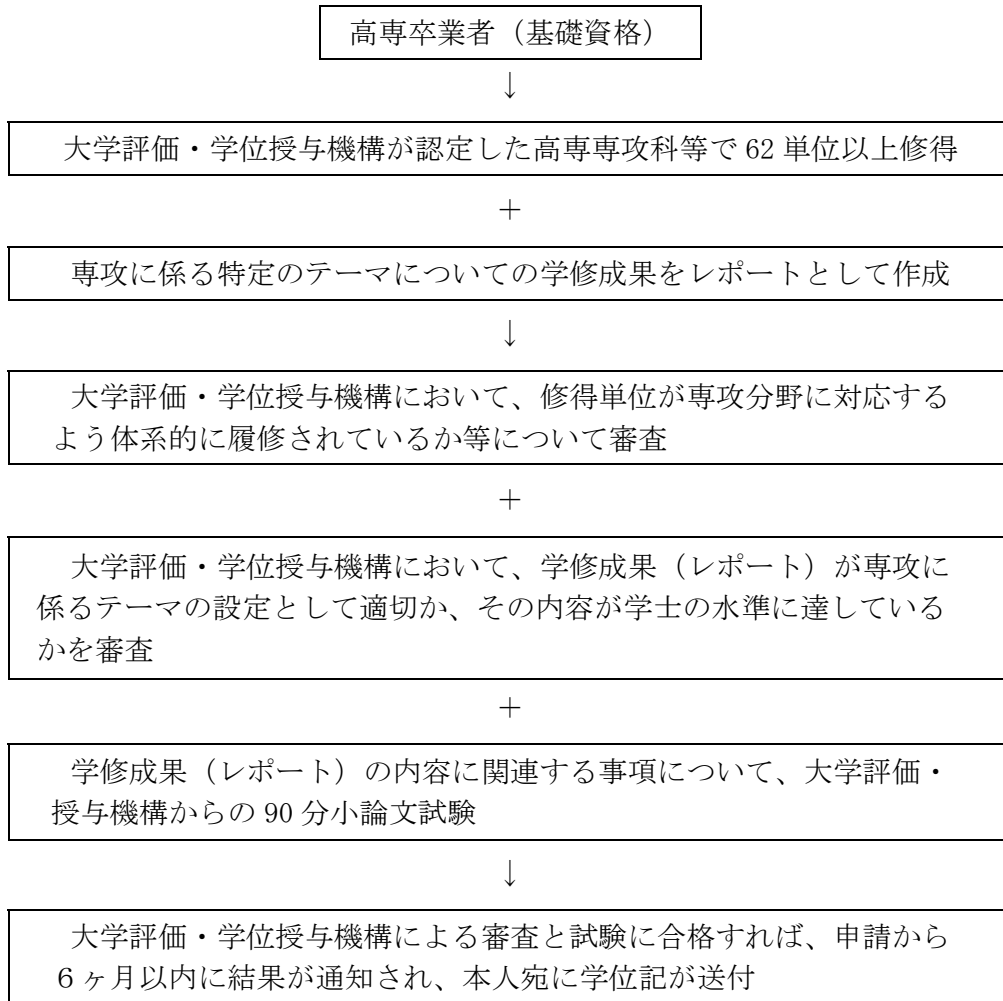 高専卒業者（基礎資格）
↓
大学評価・学位授与機構が認定した高専専攻科等で 62 単位以上修得
＋
専攻に係る特定のテーマについての学修成果をレポートとして作成
↓
大学評価・学位授与機構において、修得単位が専攻分野に対応する
よう体系的に履修されているか等について審査
＋
大学評価・学位授与機構において、学修成果（レポート）が専攻に
係るテーマの設定として適切か、その内容が学士の水準に達している
かを審査
＋
学修成果（レポート）の内容に関連する事項について、大学評価・
授与機構からの 90 分小論文試験
↓
大学評価・学位授与機構による審査と試験に合格すれば、申請から
６ヶ月以内に結果が通知され、本人宛に学位記が送付